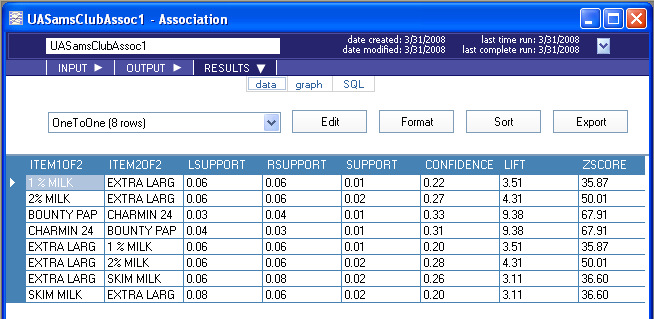 UASamsClubAssoc1 - Association
UASamsClubAssoc1
date created: 3/31/2008 last time run: 3/31/2008
date modified: 3/31/2008 last complete run: 3/31/2008
INPUT OUTPUT RESULTS
data graph SQL
OneToOne (8 rows) Edit Format Sort Export
ITEM1OF2 ITEM2OF2 LSUPPORT RSUPPORT SUPPORT CONFIDENCE LIFT ZSCORE
1 % MILK EXTRA LARG 0.06 0.06 0.01 0.22 3.51 35.87
2% MILK EXTRA LARG 0.06 0.06 0.02 0.27 4.31 50.01
BOUNTY PAP CHARMIN 24 0.03 0.04 0.01 0.33 9.38 67.91
CHARMIN 24 BOUNTY PAP 0.04 0.03 0.01 0.31 9.38 67.91
EXTRA LARG 1 % MILK 0.06 0.06 0.01 0.20 3.51 35.87
EXTRA LARG 2% MILK 0.06 0.06 0.02 0.28 4.31 50.01
EXTRA LARG SKIM MILK 0.06 0.08 0.02 0.26 3.11 36.60
SKIM MILK EXTRA LARG 0.08 0.06 0.02 0.20 3.11 36.60